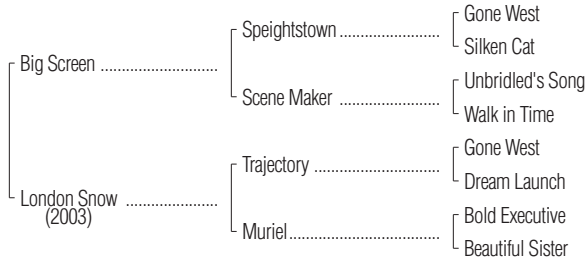 Gone West
Speightstown
Silken Cat
Big Screen
Unbridled's Song
Scene Maker
Walk in Time
Gone West
Trajectory
Dream Launch
London Snow
(2003)
Bold Executive
Muriel
Beautiful Sister